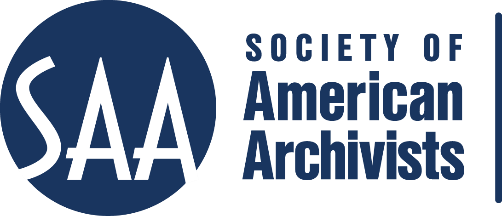 SAA
SOCIETY OF
American
Archivists